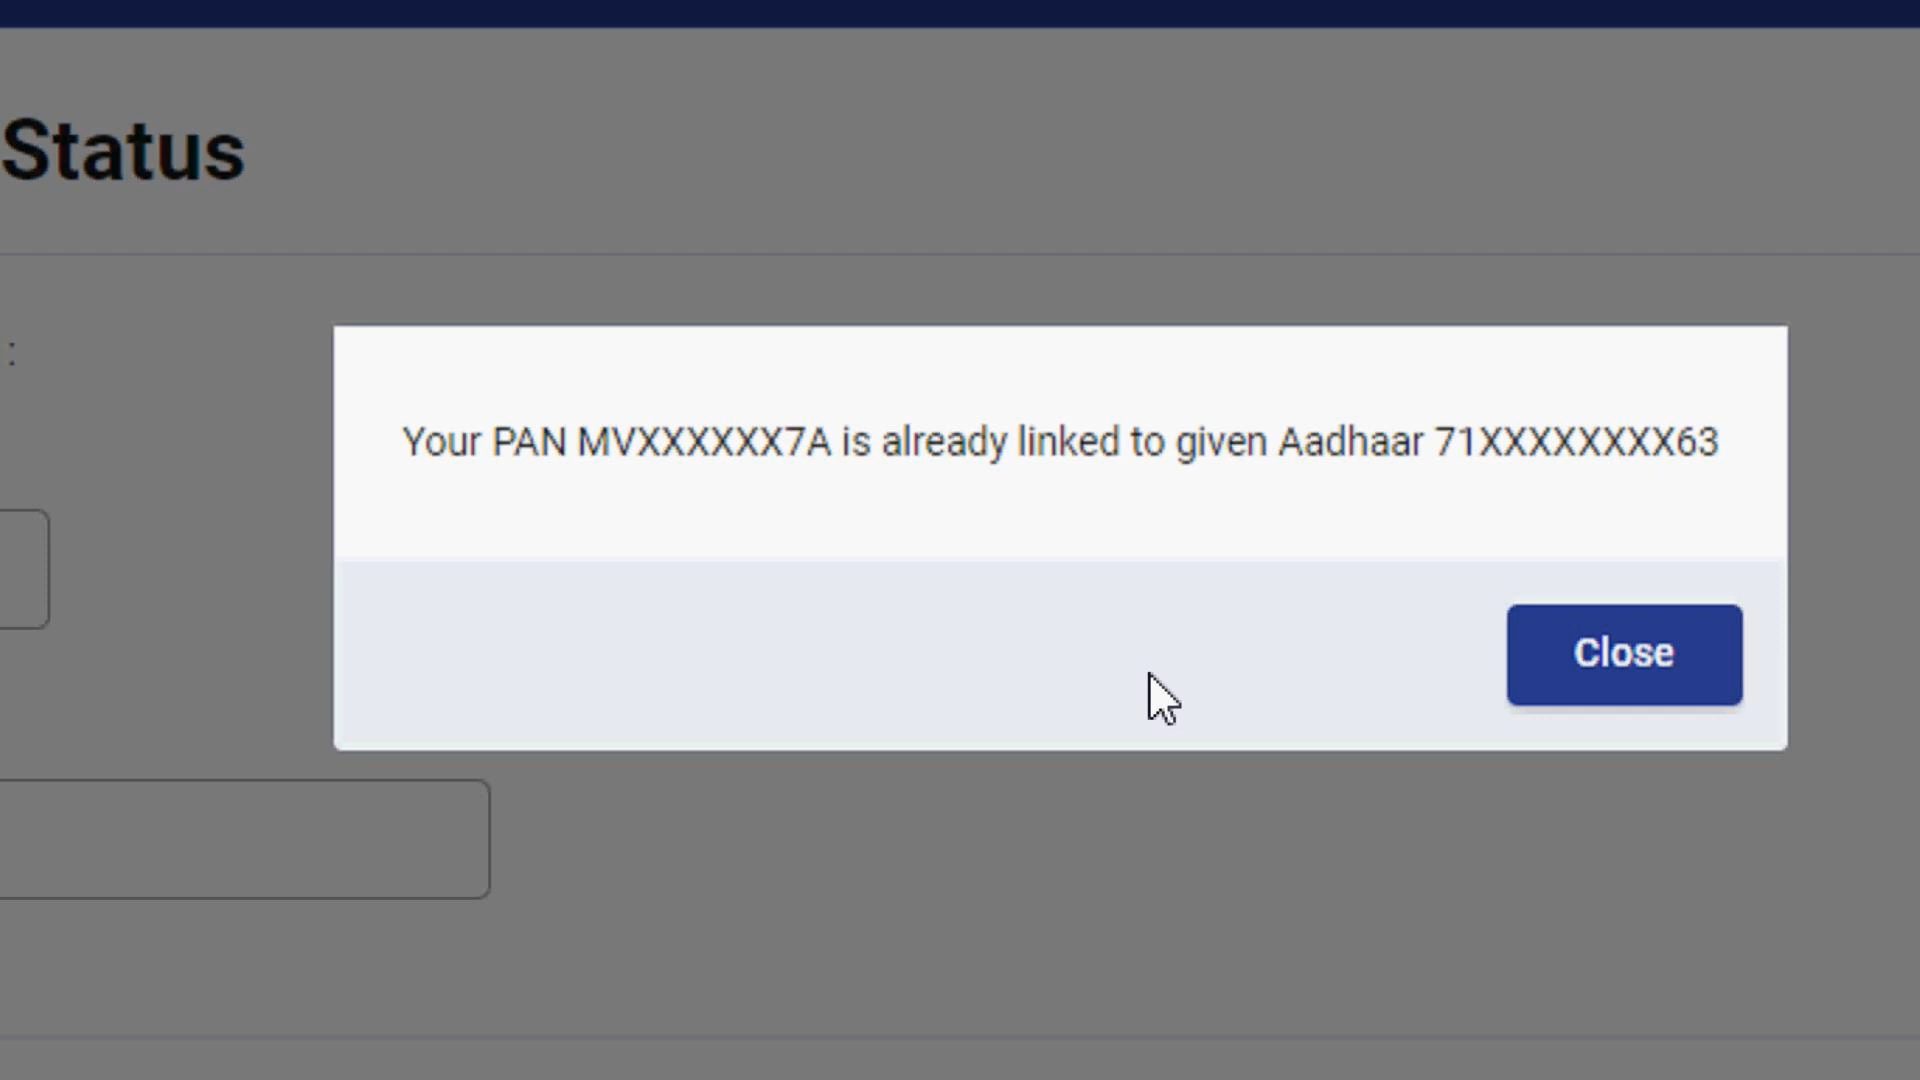 Status
:
Your PAN MVXXXXXX7A is already linked to given Aadhaar 71XXXXXXXX63
Close